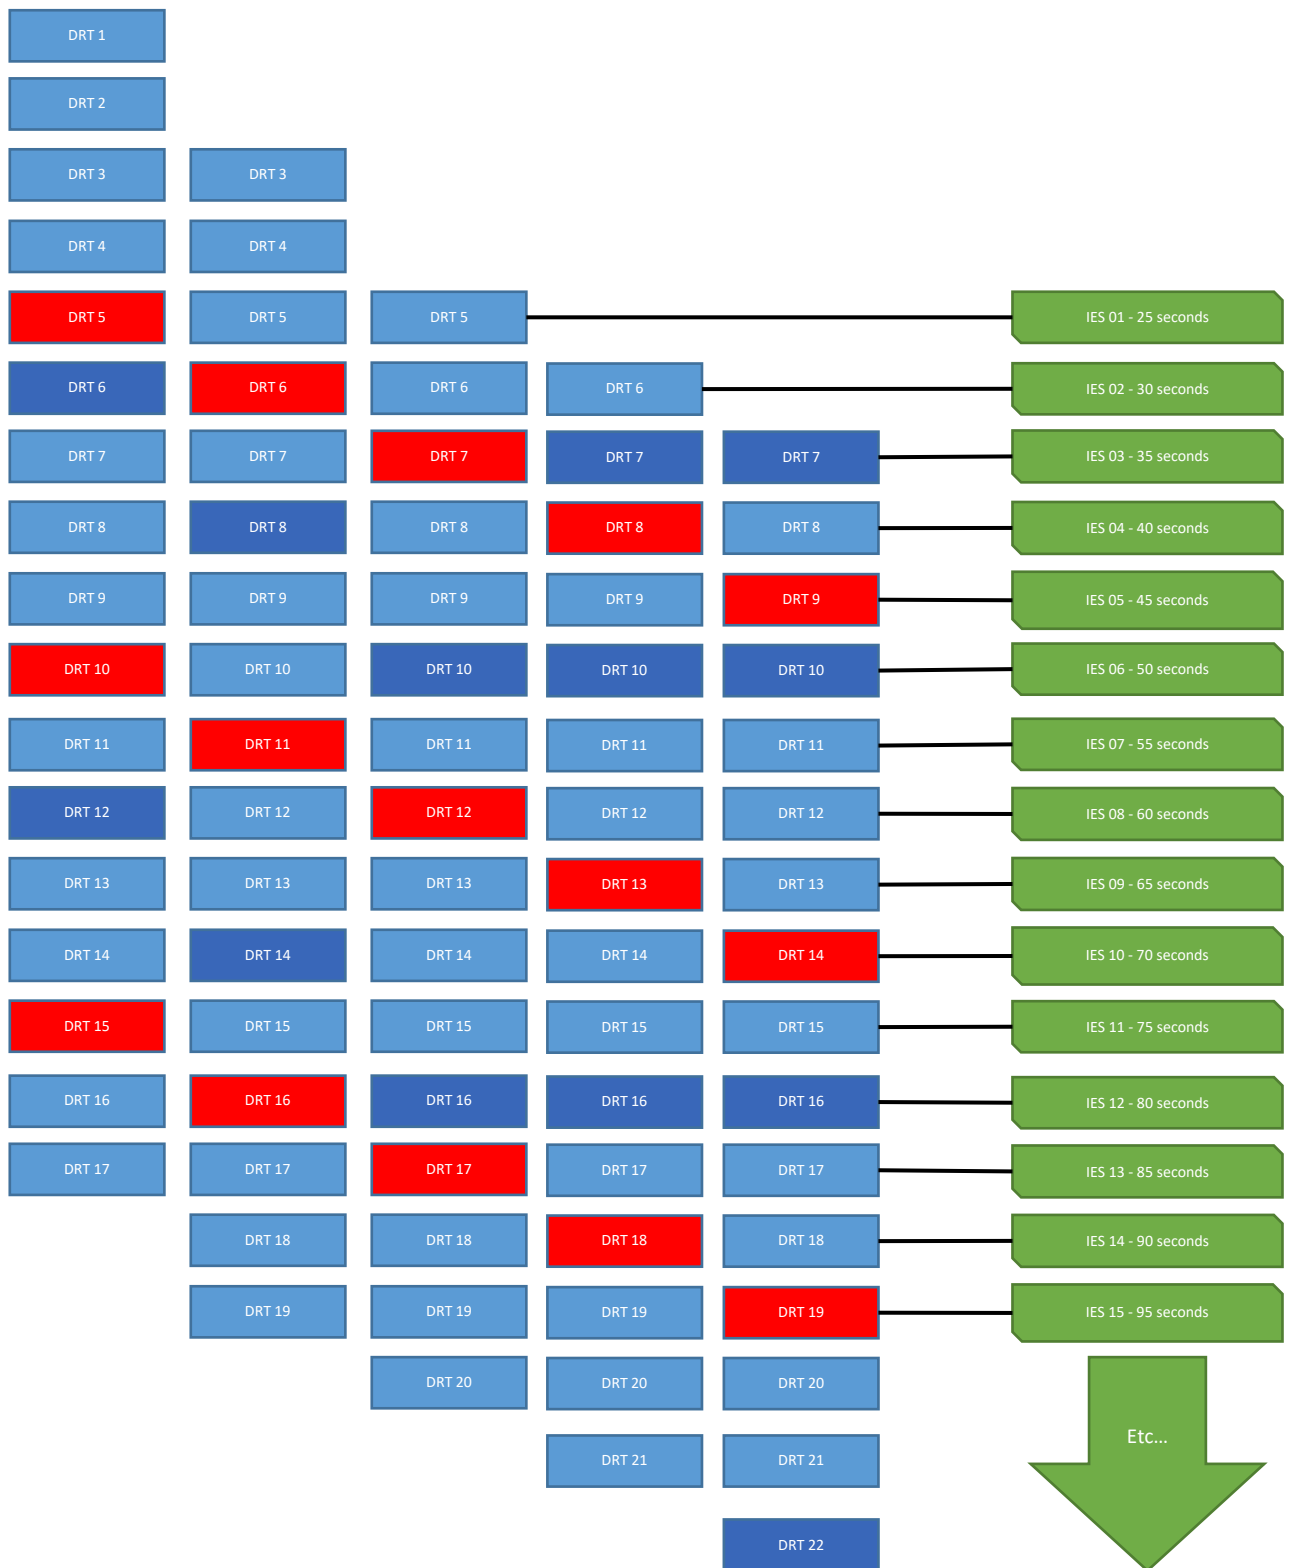 DRT 1
DRT 2
DRT 3 DRT 3
DRT 4 DRT 4
DRT 5 DRT 5 DRT 5 IES 01 - 25 seconds
DRT 6 DRT 6 DRT 6 DRT 6 IES 02 - 30 seconds
DRT 7 DRT 7 DRT 7 DRT 7 DRT 7 IES 03 - 35 seconds
DRT 8 DRT 8 DRT 8 DRT 8 DRT 8 IES 04 - 40 seconds
DRT 9 DRT 9 DRT 9 DRT 9 DRT 9 IES 05 - 45 seconds
DRT 10 DRT 10 DRT 10 DRT 10 DRT 10 IES 06 - 50 seconds
DRT 11 DRT 11 DRT 11 DRT 11 DRT 11 IES 07 - 55 seconds
DRT 12 DRT 12 DRT 12 DRT 12 DRT 12 IES 08 - 60 seconds
DRT 13 DRT 13 DRT 13 DRT 13 DRT 13 IES 09 - 65 seconds
DRT 14 DRT 14 DRT 14 DRT 14 DRT 14 IES 10 - 70 seconds
DRT 15 DRT 15 DRT 15 DRT 15 DRT 15 IES 11 - 75 seconds
DRT 16 DRT 16 DRT 16 DRT 16 DRT 16 IES 12 - 80 seconds
DRT 17 DRT 17 DRT 17 DRT 17 DRT 17 IES 13 - 85 seconds
DRT 18 DRT 18 DRT 18 DRT 18 IES 14 - 90 seconds
DRT 19 DRT 19 DRT 19 DRT 19 IES 15 - 95 seconds
DRT 20 DRT 20 DRT 20
DRT 21 DRT 21 Etc...
DRT 22